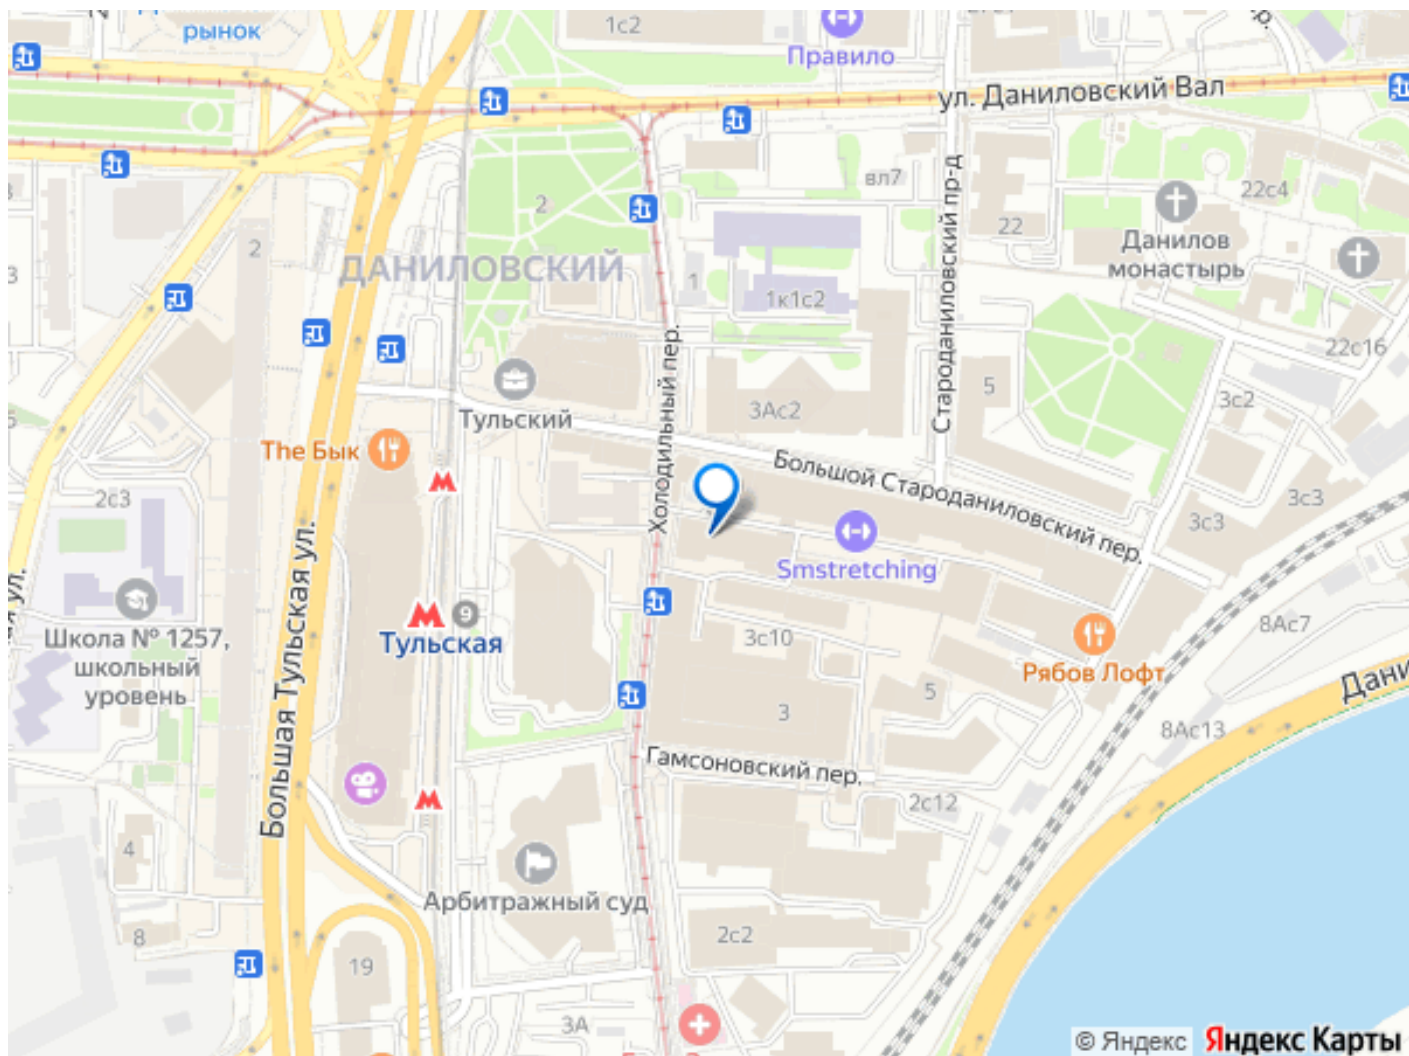 рынок
1с2
Правило
ул. Даниловский Вал
вл7
Староданиловский пр-д
22с4
22
Данилов
монастырь
2
2
ДАНИЛОВСКИЙ
1
1к1с2
Холодильный пер.
22с16
3с2
5
3Ас2
Тульский
The Бык
2с3
Большой Староданиловский пер.
3с3
3с3
Smstretching
Большая Тульская ул.
ул.
9
Тульская
Школа № 1257,
школьный
уровень
3с10
8Ас7
Рябов Лофт
5
3
8Ас13
Гамсоновский пер.
2с12
4
8
Арбитражный суд
2с2
19
3А
© Яндекс Яндекс Карты